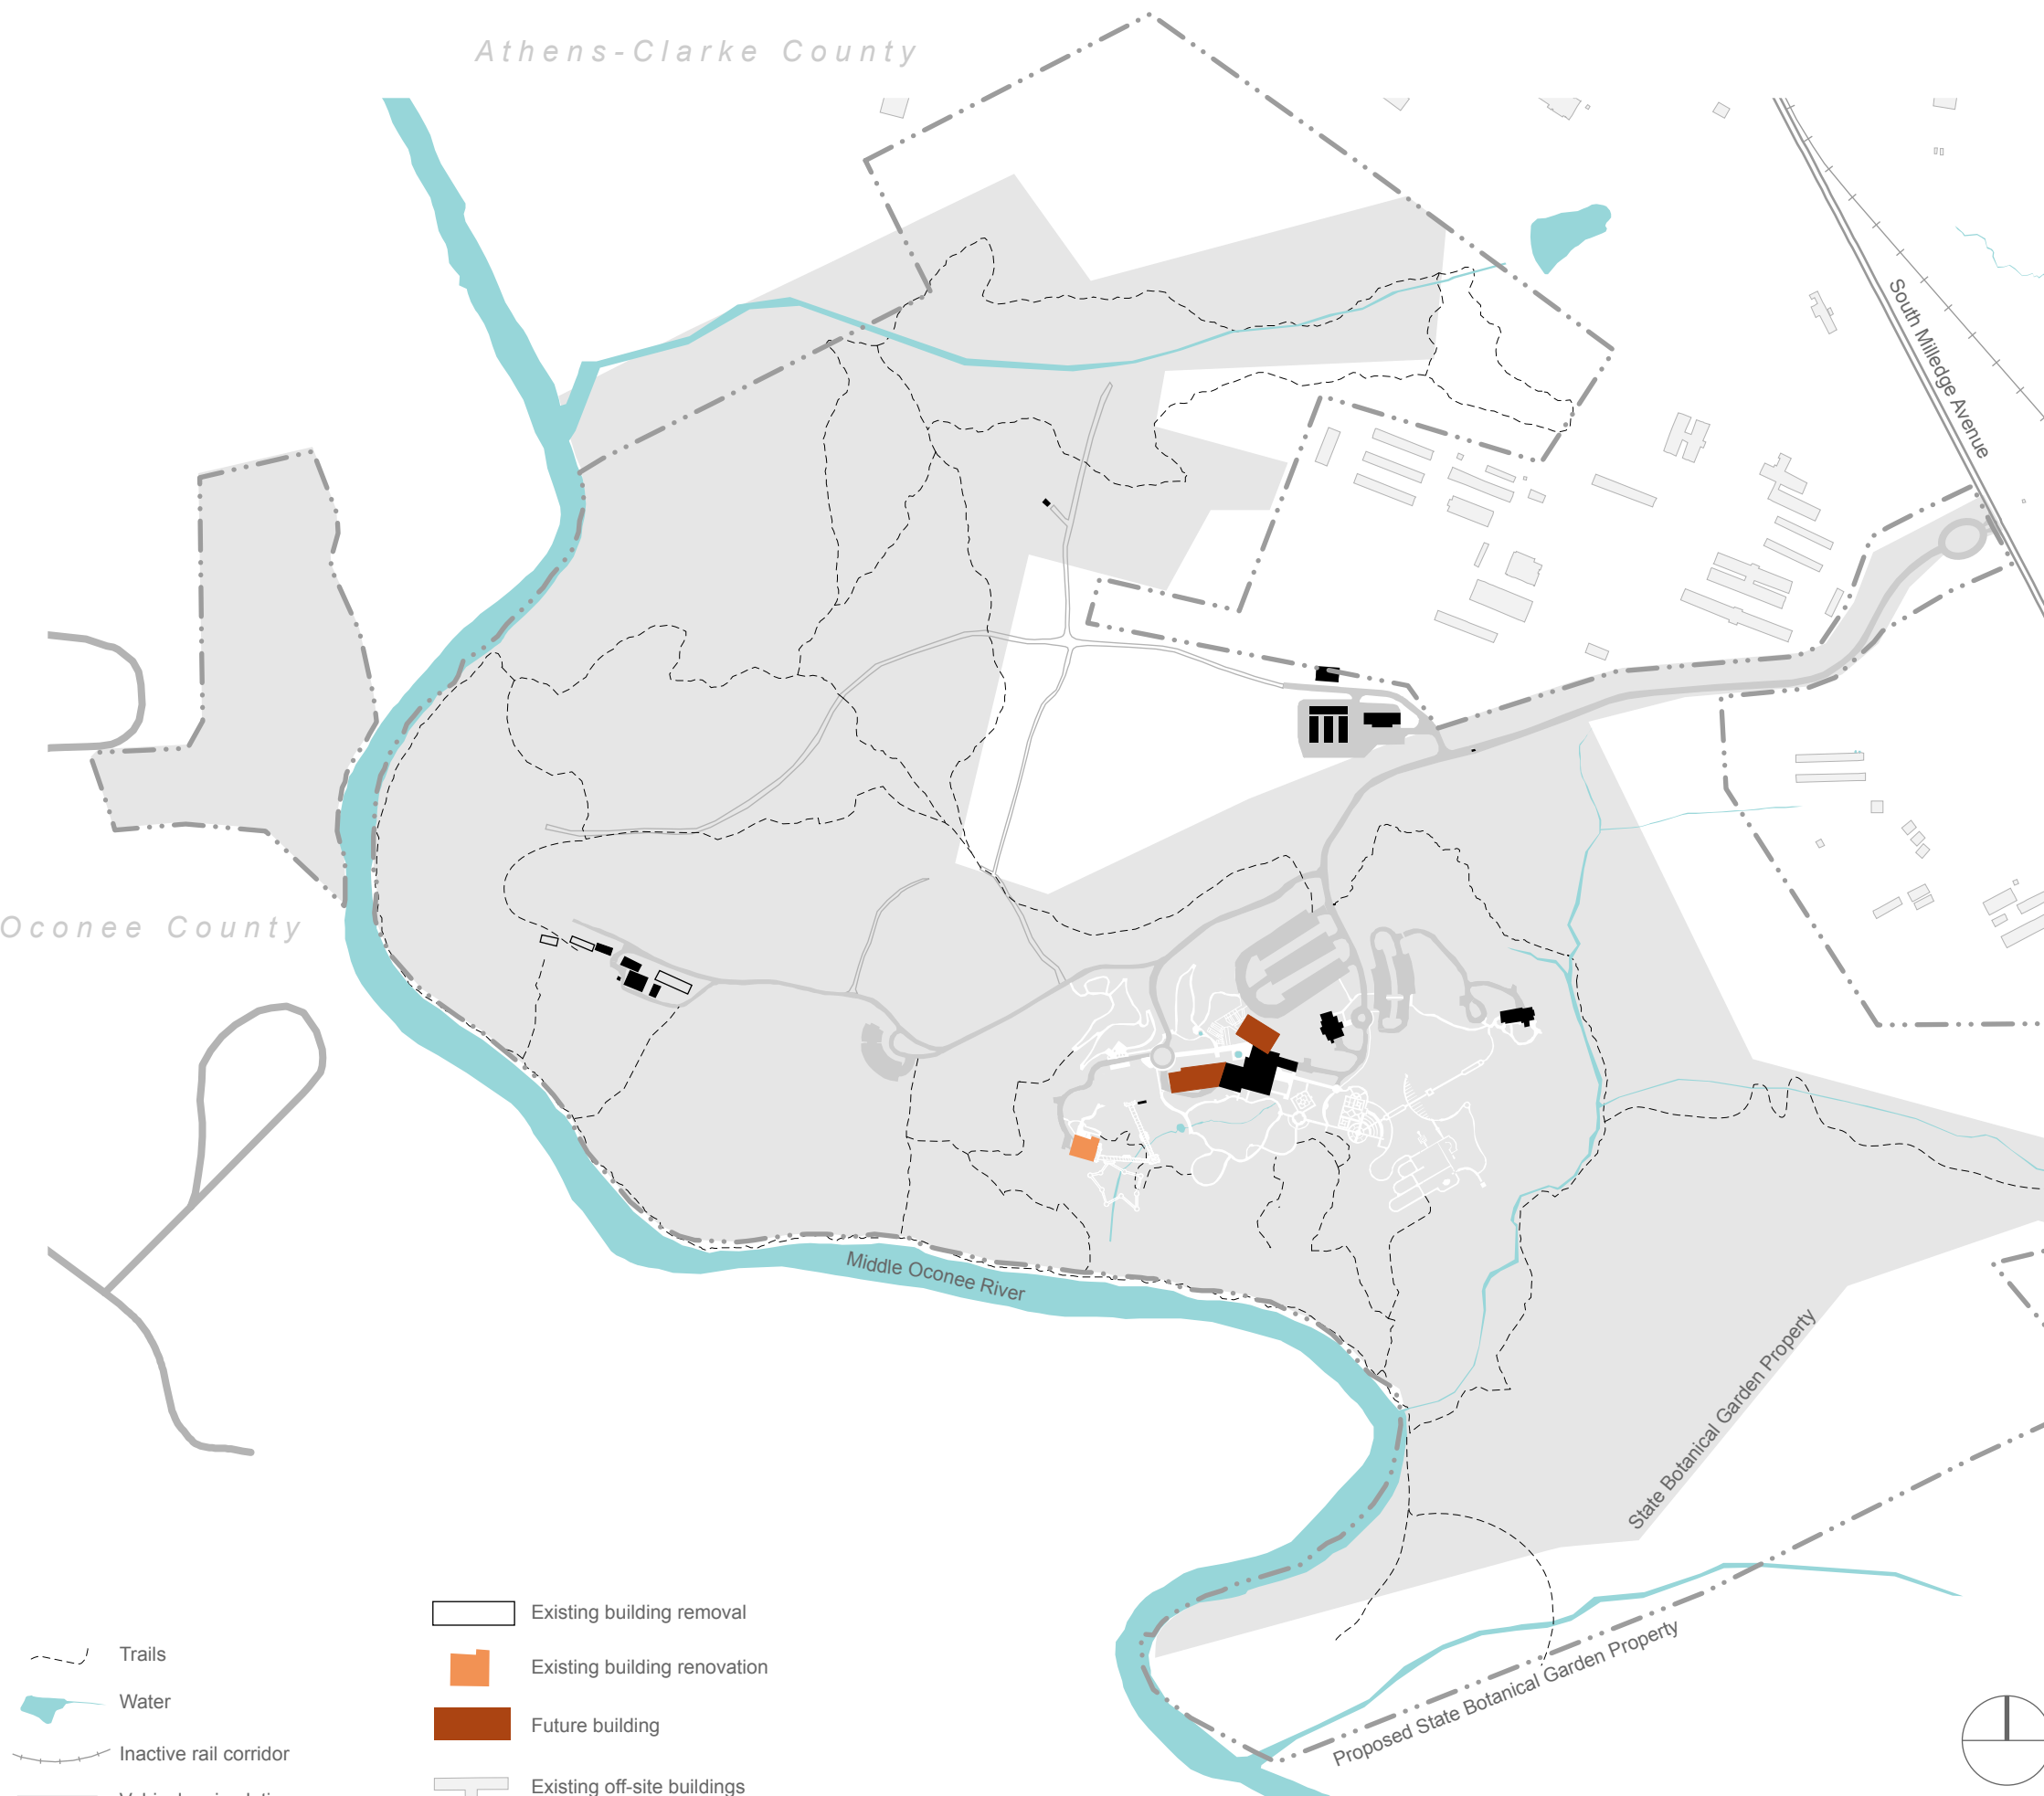 Athens-Clarke County
South Milledge Avenue
Oconee County
Middle Oconee River
State Botanical Garden Property
Proposed State Botanical Garden Property
Trails
Water
Inactive rail corridor
Existing building removal
Existing building renovation
Future building
Existing off-site buildings